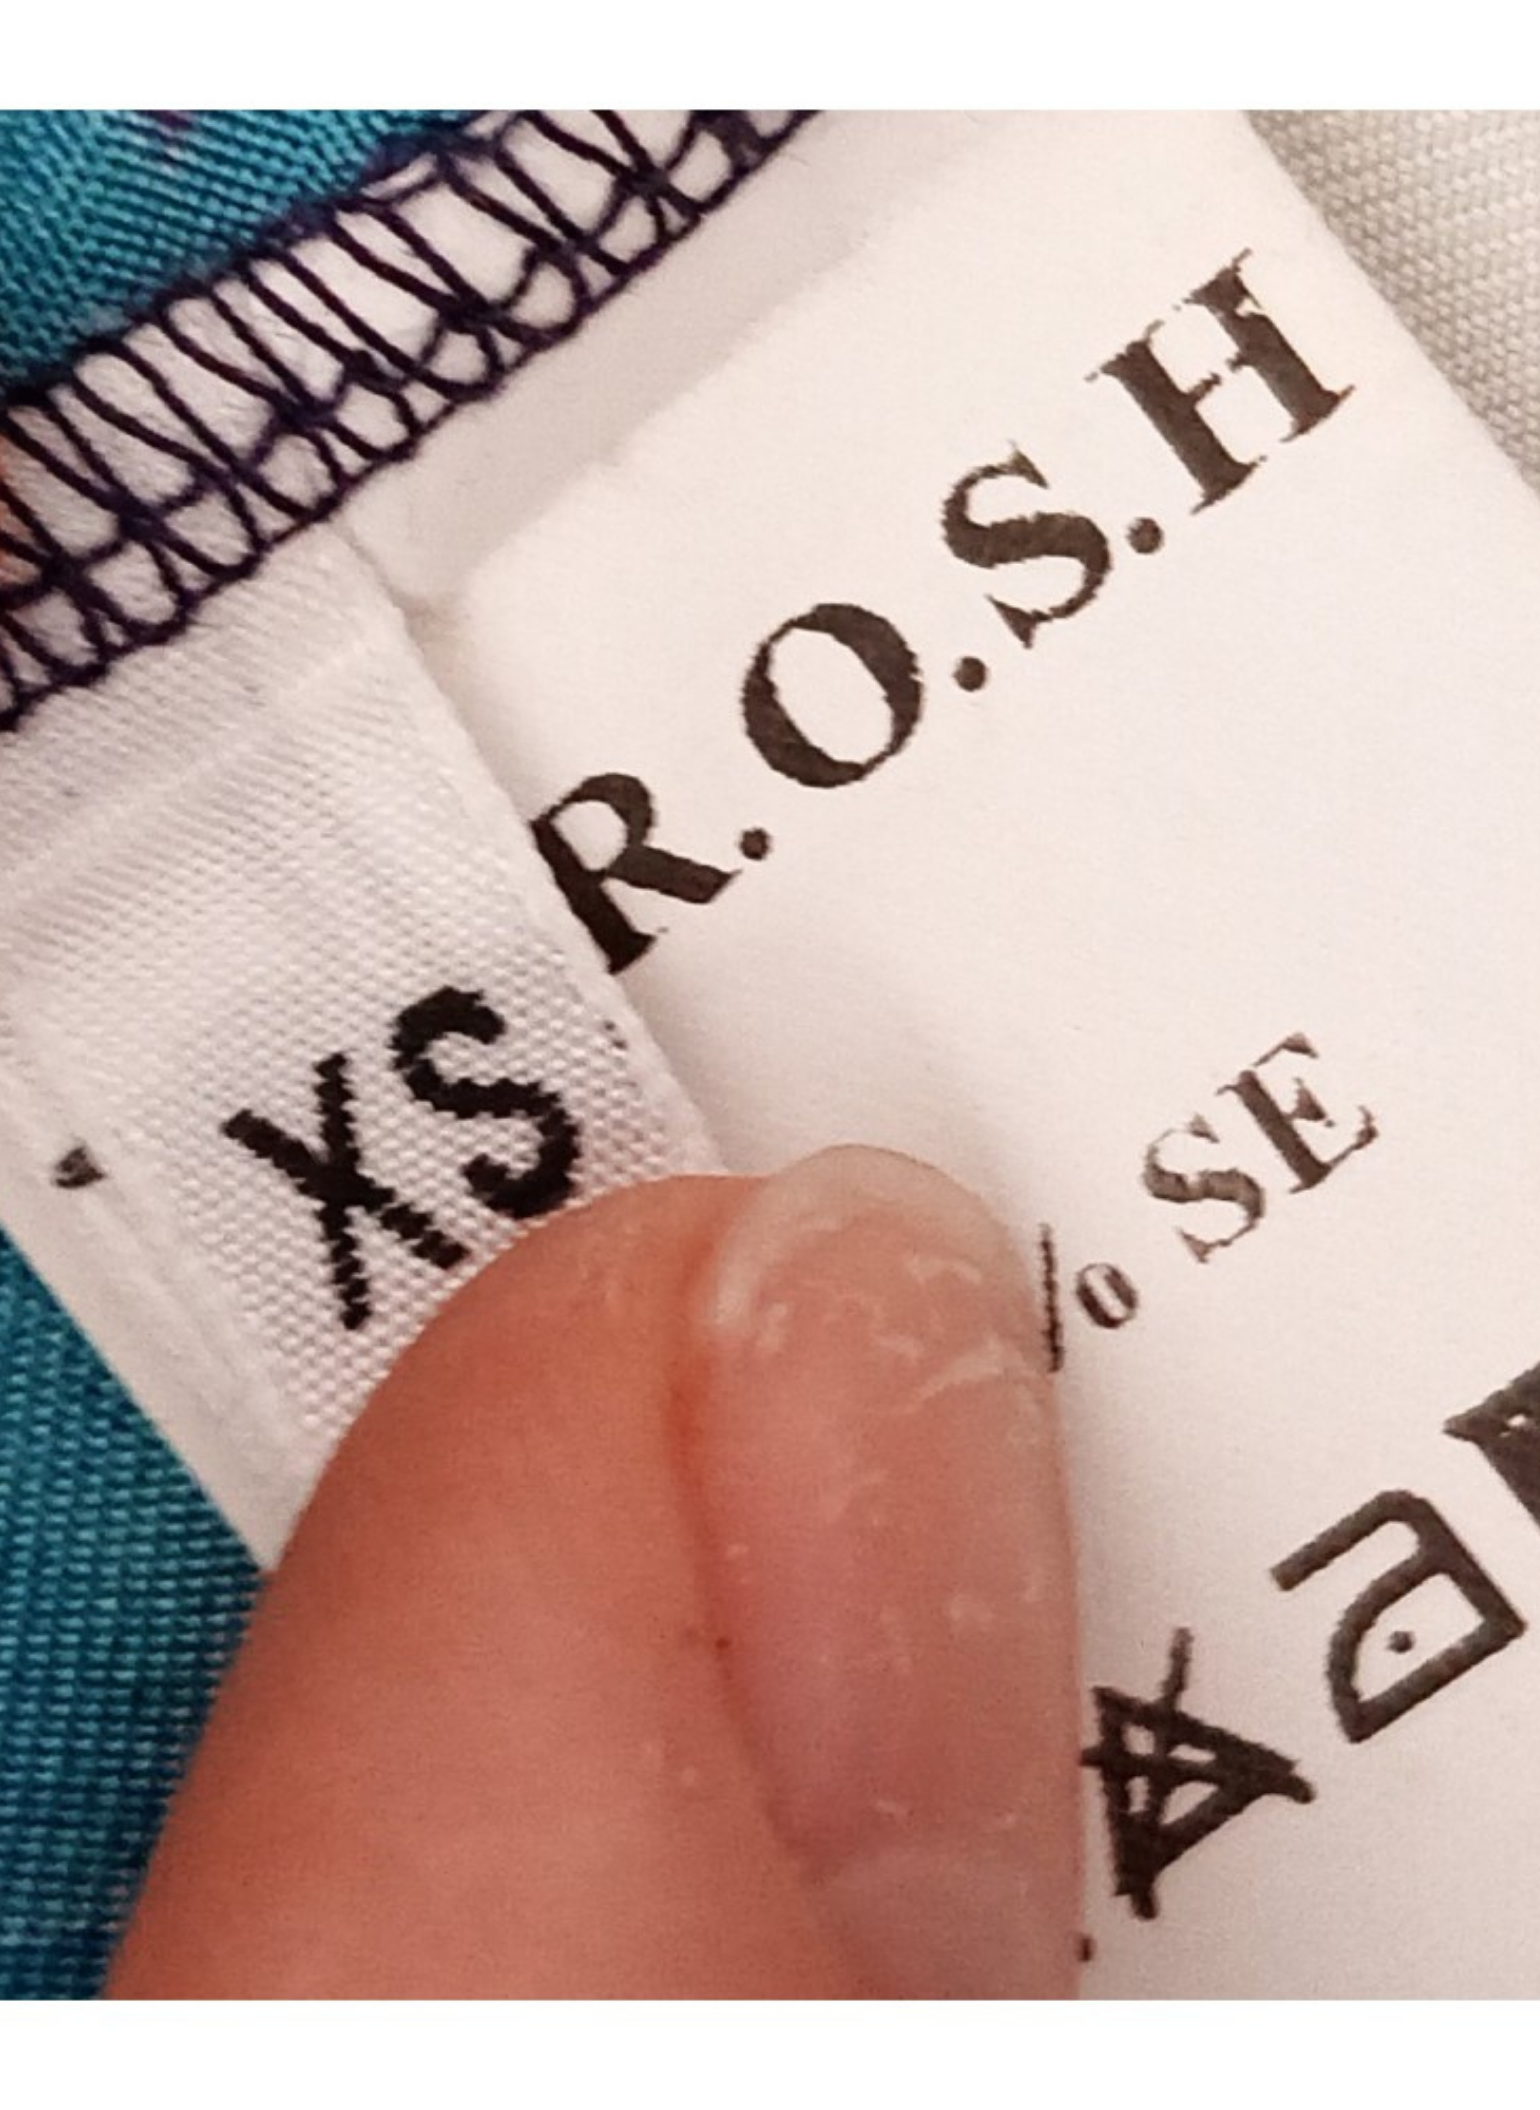 R.O.S.H
XS
% SE